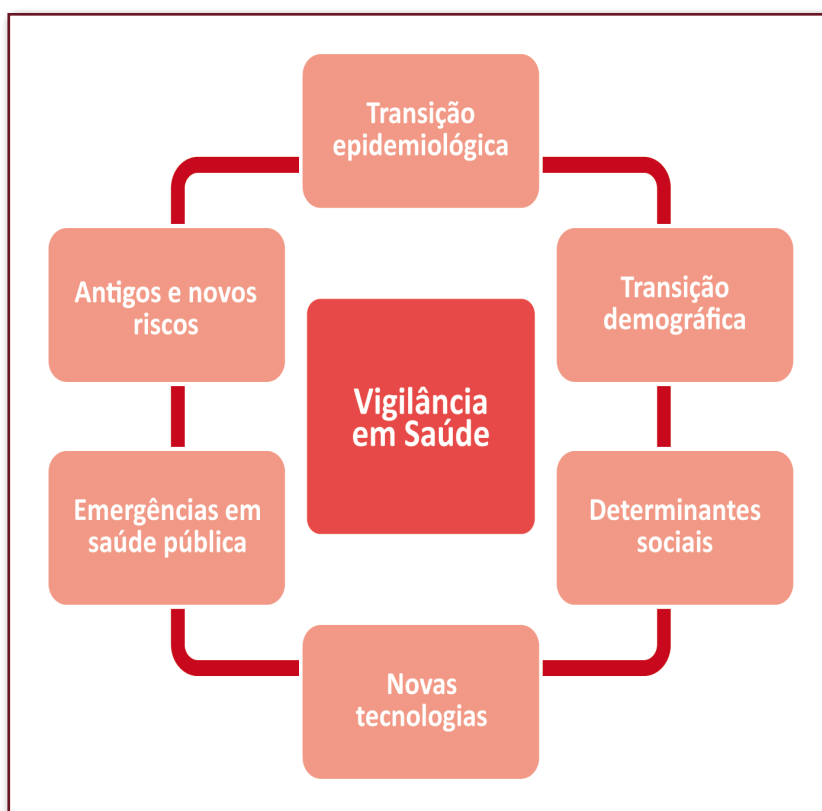 Transição
epidemiológica
Antigos e novos
riscos
Transição
demográfica
Vigilância
em Saúde
Emergências em
saúde pública
Determinantes
sociais
Novas
tecnologias